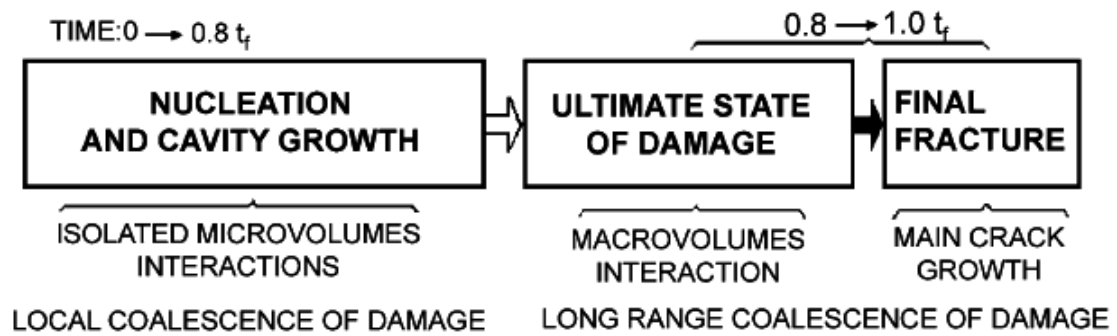 TIME:0 → 0.8 t_f
0.8 → 1.0 t_f
NUCLEATION
AND CAVITY GROWTH
ULTIMATE STATE
OF DAMAGE
FINAL
FRACTURE
ISOLATED MICROVOLUMES
INTERACTIONS
MACROVOLUMES
INTERACTION
MAIN CRACK
GROWTH
LOCAL COALESCENCE OF DAMAGE
LONG RANGE COALESCENCE OF DAMAGE